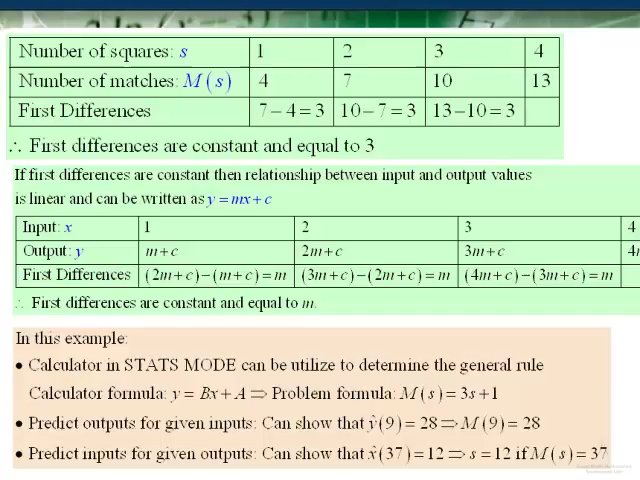 Number of squares: s 1 2 3 4
Number of matches: M(s) 4 7 10 13
First Differences 7−4=3 10−7=3 13−10=3
∴ First differences are constant and equal to 3
If first differences are constant then relationship between input and output values
is linear and can be written as y = mx + c
Input: x 1 2 3 4
Output: y m+c 2m+c 3m+c
First Differences (2m+c)−(m+c)=m (3m+c)−(2m+c)=m (4m+c)−(3m+c)=m
∴ First differences are constant and equal to m.
In this example:
• Calculator in STATS MODE can be utilize to determine the general rule
Calculator formula: y = Bx + A ⇒ Problem formula: M(s) = 3s + 1
• Predict outputs for given inputs: Can show that ŷ(9) = 28 ⇒ M(9) = 28
• Predict inputs for given outputs: Can show that x̂(37) = 12 ⇒ s = 12 if M(s) = 37